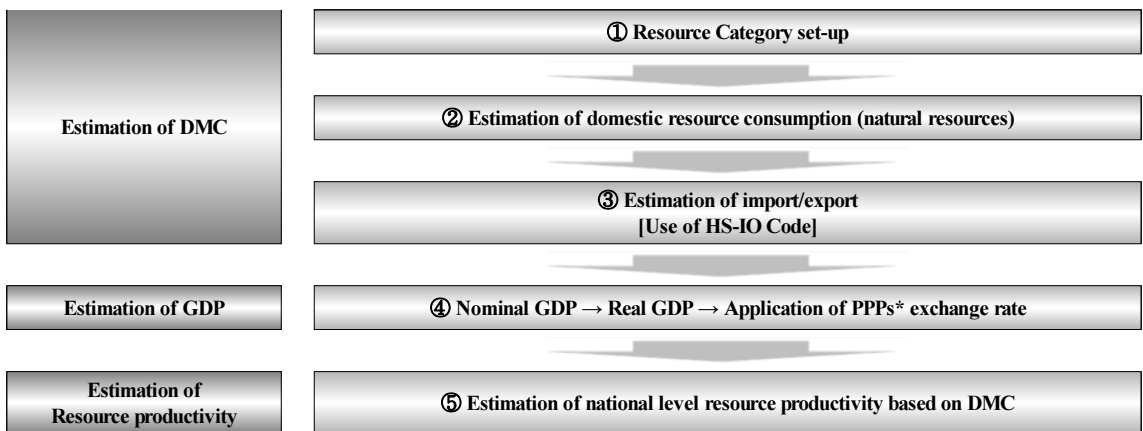 Estimation of DMC
① Resource Category set-up
② Estimation of domestic resource consumption (natural resources)
③ Estimation of import/export
[Use of HS-IO Code]
Estimation of GDP
④ Nominal GDP → Real GDP → Application of PPPs* exchange rate
Estimation of
Resource productivity
⑤ Estimation of national level resource productivity based on DMC